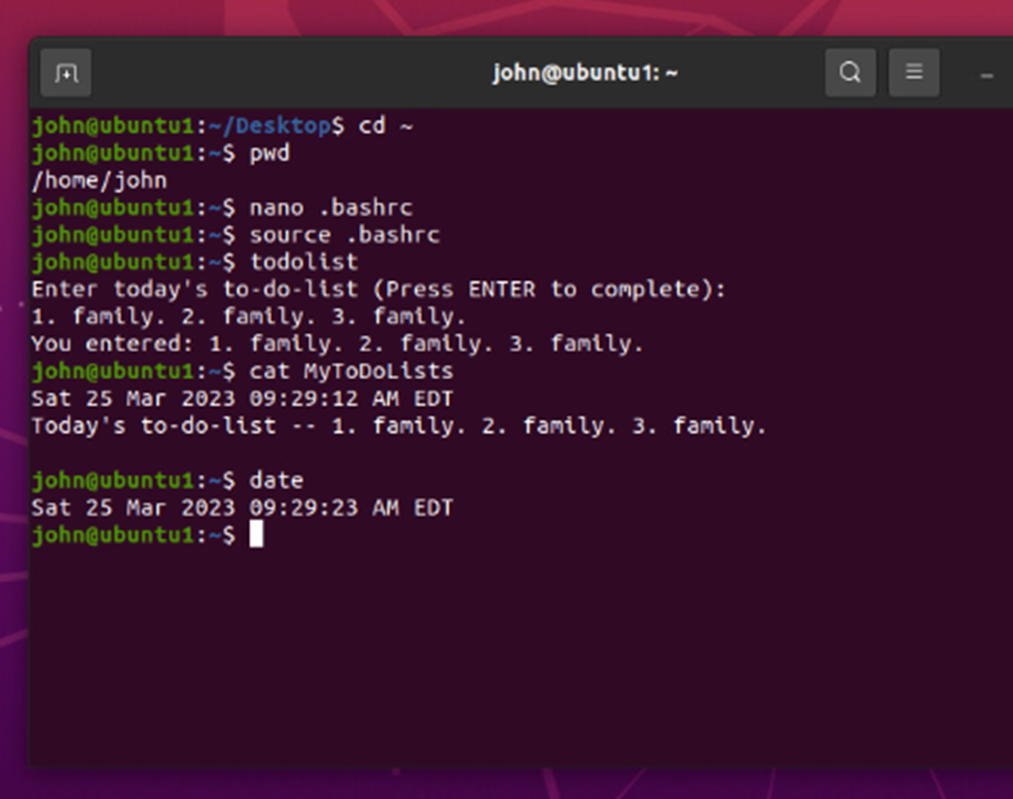 john@ubuntu1: ~
john@ubuntu1:~/Desktop$ cd ~
john@ubuntu1:~$ pwd
/home/john
john@ubuntu1:~$ nano .bashrc
john@ubuntu1:~$ source .bashrc
john@ubuntu1:~$ todolist
Enter today's to-do-list (Press ENTER to complete):
1. family. 2. family. 3. family.
You entered: 1. family. 2. family. 3. family.
john@ubuntu1:~$ cat MyToDoLists
Sat 25 Mar 2023 09:29:12 AM EDT
Today's to-do-list -- 1. family. 2. family. 3. family.
john@ubuntu1:~$ date
Sat 25 Mar 2023 09:29:23 AM EDT
john@ubuntu1:~$